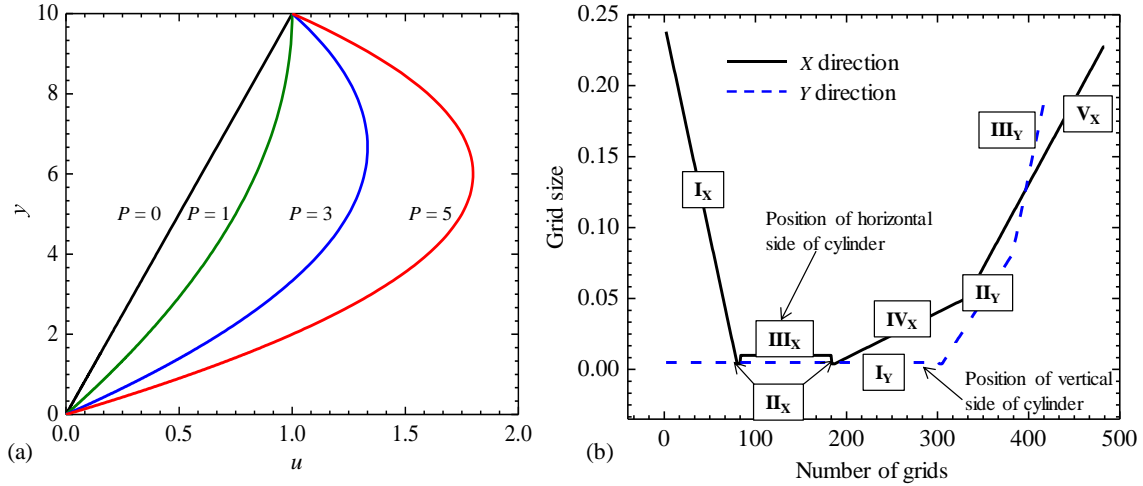 10
8
6
4
2
0
y
P = 0
P = 1
P = 3
P = 5
0.0
0.5
1.0
1.5
2.0
u
(a)
0.25
0.20
0.15
0.10
0.05
0.00
Grid size
X direction
Y direction
I_X
III_Y
V_X
Position of horizontal
side of cylinder
II_Y
IV_X
III_X
I_Y
II_X
Position of vertical
side of cylinder
0
100
200
300
400
500
Number of grids
(b)